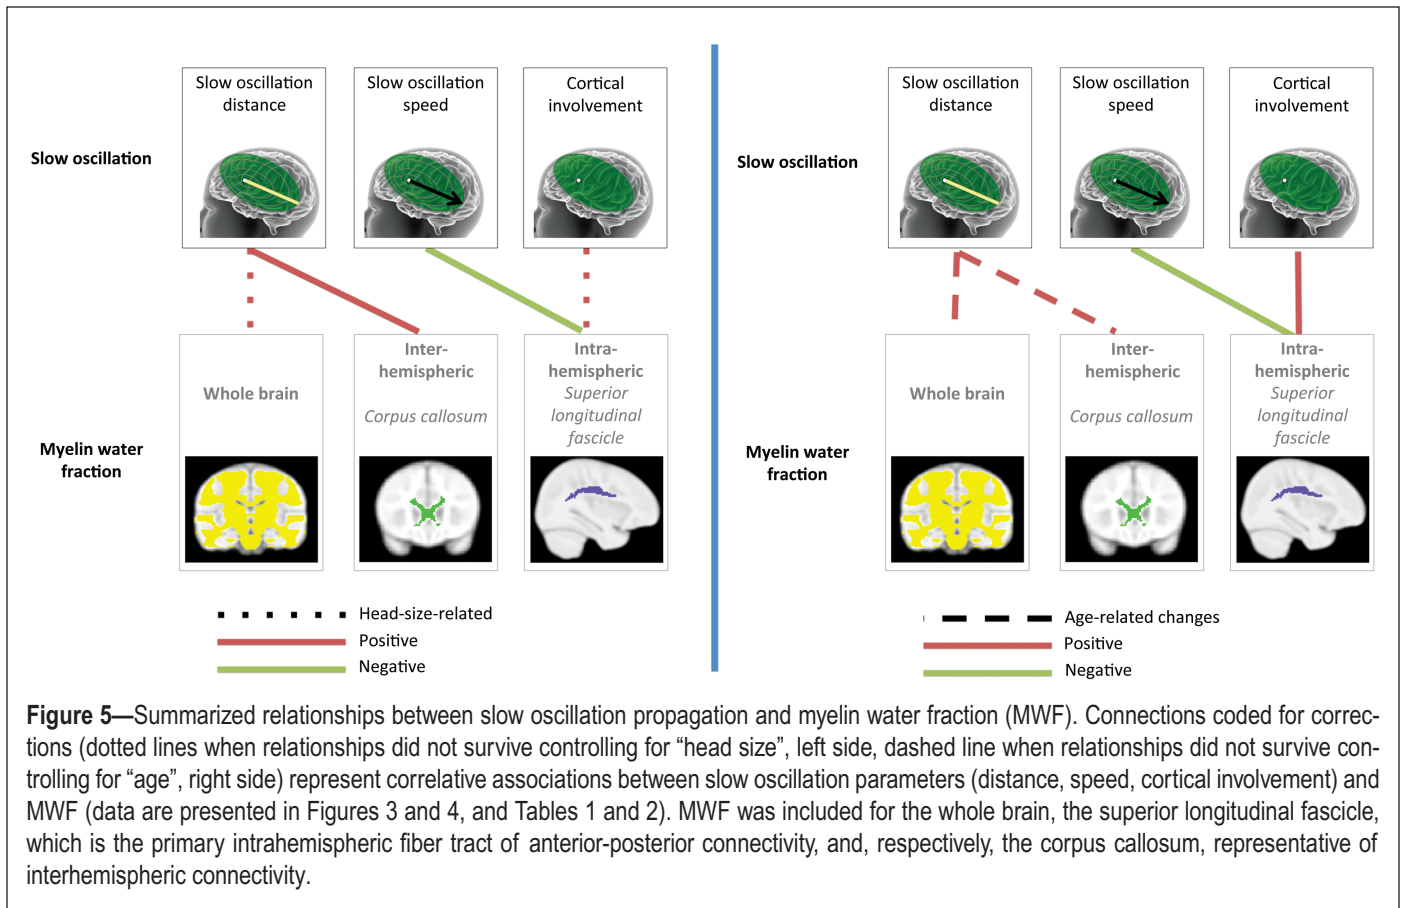 Slow oscillation
distance
Slow oscillation
speed
Cortical
involvement
Slow oscillation
Whole brain
Inter-
hemispheric
Corpus callosum
Intra-
hemispheric
Superior
longitudinal
fascicle
Myelin water
fraction
Head-size-related
Positive
Negative
Slow oscillation
distance
Slow oscillation
speed
Cortical
involvement
Slow oscillation
Whole brain
Inter-
hemispheric
Corpus callosum
Intra-
hemispheric
Superior
longitudinal
fascicle
Myelin water
fraction
Age-related changes
Positive
Negative
Figure 5—Summarized relationships between slow oscillation propagation and myelin water fraction (MWF). Connections coded for correc-
tions (dotted lines when relationships did not survive controlling for “head size”, left side, dashed line when relationships did not survive con-
trolling for “age”, right side) represent correlative associations between slow oscillation parameters (distance, speed, cortical involvement) and
MWF (data are presented in Figures 3 and 4, and Tables 1 and 2). MWF was included for the whole brain, the superior longitudinal fascicle,
which is the primary intrahemispheric fiber tract of anterior-posterior connectivity, and, respectively, the corpus callosum, representative of
interhemispheric connectivity.